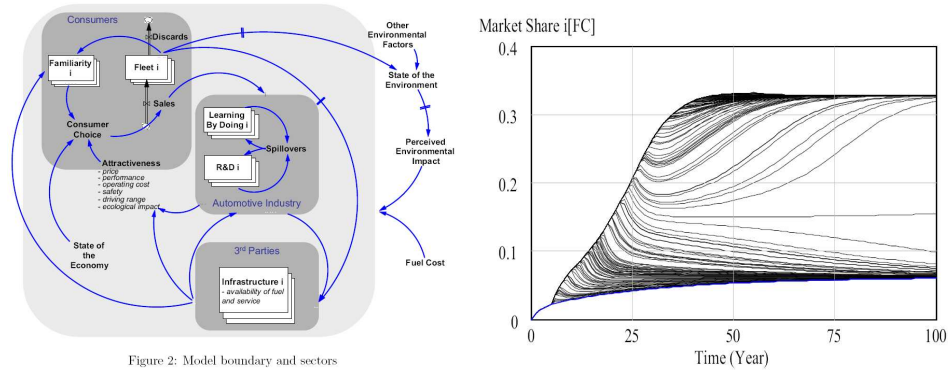 Consumers
Discards
Familiarity
i
Fleet i
Sales
Consumer
Choice
Attractiveness
- price
- performance
- operating cost
- safety
- driving range
- ecological impact
State of
the
Economy
Learning
By Doing i
Spillovers
R&D i
Automotive Industry
3rd Parties
Infrastructure i
- availability of fuel
and service
Other
Environmental
Factors
State of the
Environment
Perceived
Environmental
Impact
Fuel Cost
Figure 2: Model boundary and sectors
Market Share i[FC]
0.4
0.3
0.2
0.1
0
0
25
50
75
100
Time (Year)